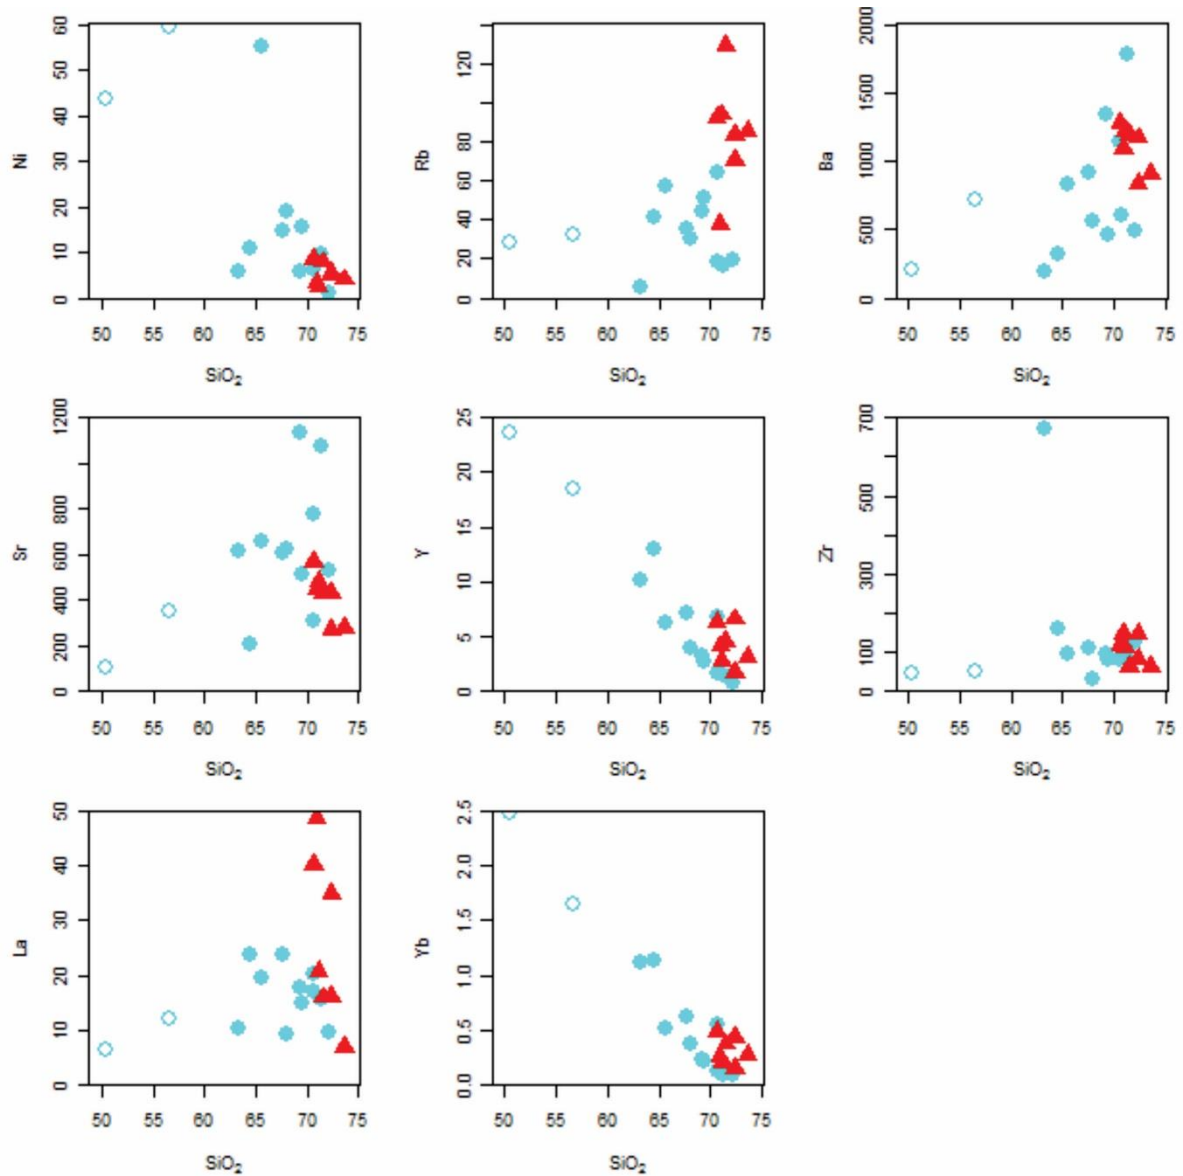 Ni
0 10 20 30 40 50 60
50 55 60 65 70 75
SiO₂
Rb
0 20 40 60 80 120
50 55 60 65 70 75
SiO₂
Ba
0 500 1000 1500 2000
50 55 60 65 70 75
SiO₂
Sr
0 200 400 600 800 1200
50 55 60 65 70 75
SiO₂
Y
0 5 10 15 20 25
50 55 60 65 70 75
SiO₂
Zr
0 100 300 500 700
50 55 60 65 70 75
SiO₂
La
0 10 20 30 40 50
50 55 60 65 70 75
SiO₂
Yb
0.0 0.5 1.0 1.5 2.0 2.5
50 55 60 65 70 75
SiO₂